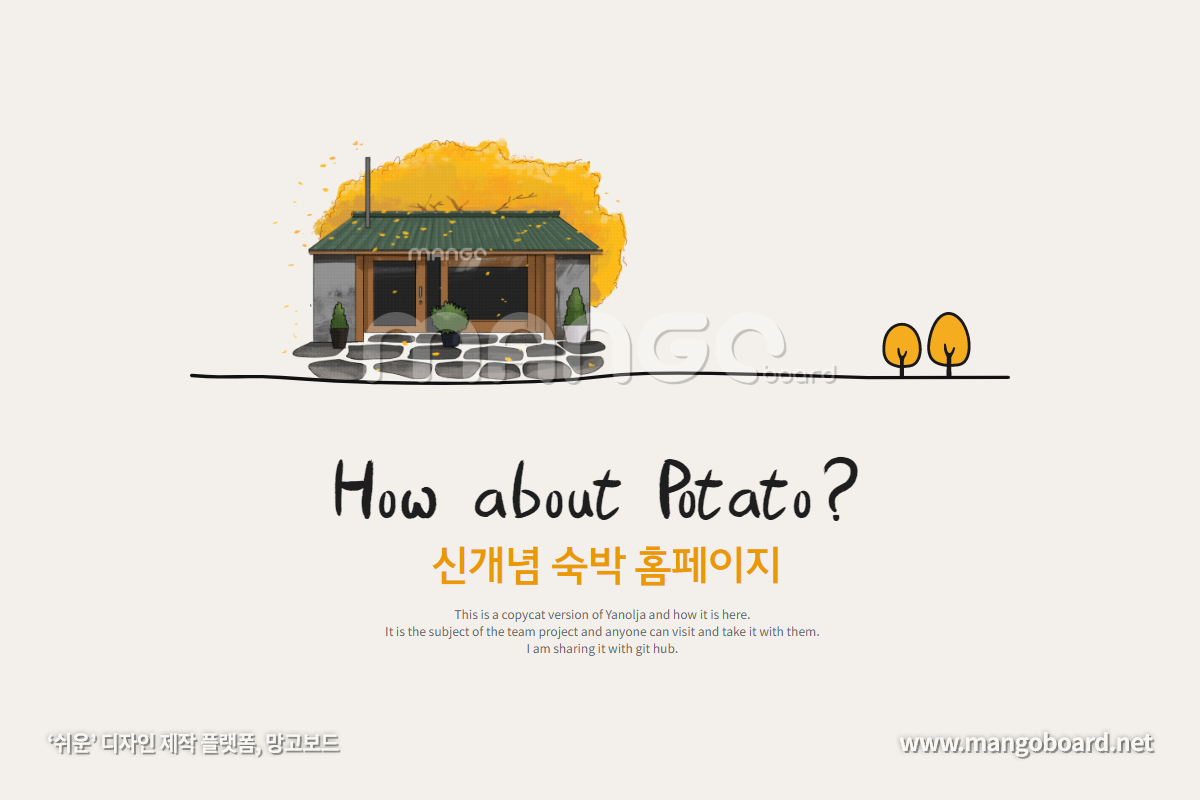 mango
mango
board
How about Potato?
신개념 숙박 홈페이지
This is a copycat version of Yanolja and how it is here.
It is the subject of the team project and anyone can visit and take it with them.
I am sharing it with git hub.
‘쉬운’ 디자인 제작 플랫폼, 망고보드
www.mangoboard.net